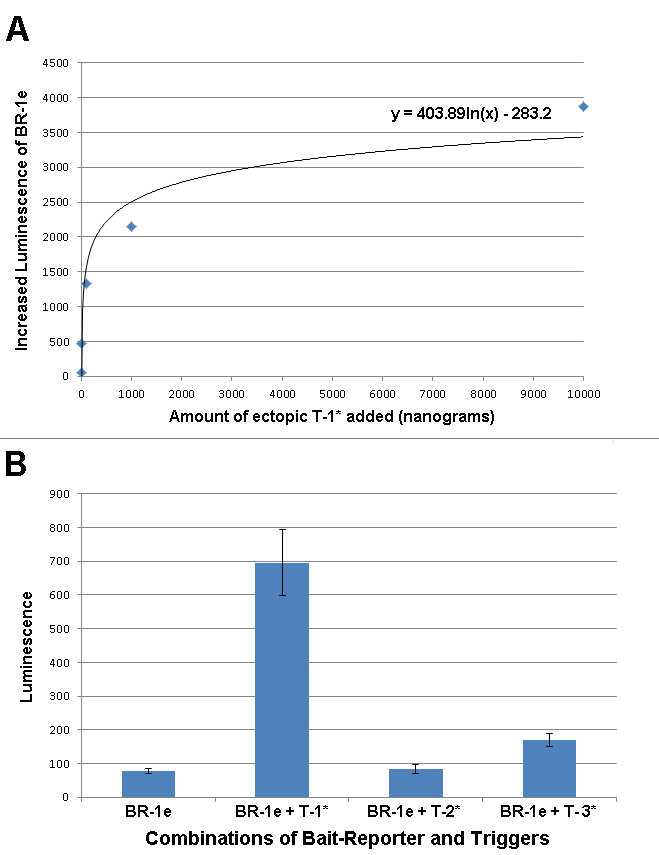 A
4500
4000
3500
3000
2500
2000
1500
1000
500
0
Increased Luminescence of BR-1e
y = 403.89ln(x) - 283.2
0 1000 2000 3000 4000 5000 6000 7000 8000 9000 10000
Amount of ectopic T-1* added (nanograms)
B
900
800
700
600
500
400
300
200
100
0
Luminescence
BR-1e BR-1e + T-1* BR-1e + T-2* BR-1e + T-3*
Combinations of Bait-Reporter and Triggers